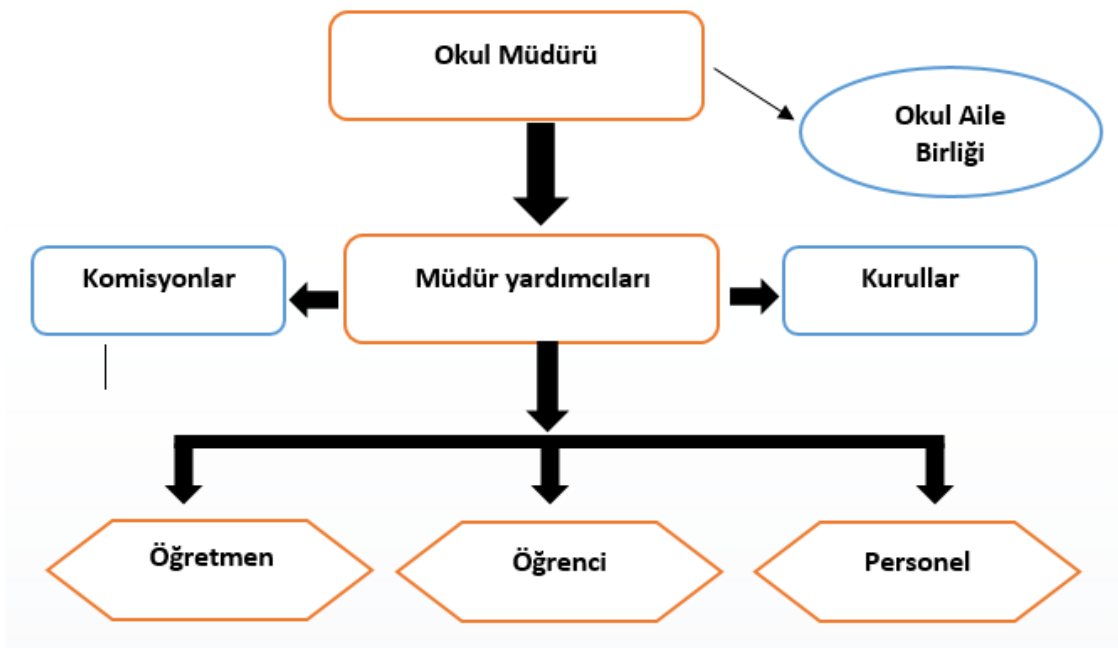 Okul Müdürü
Okul Aile
Birliği
Komisyonlar
Müdür yardımcıları
Kurullar
Öğretmen
Öğrenci
Personel